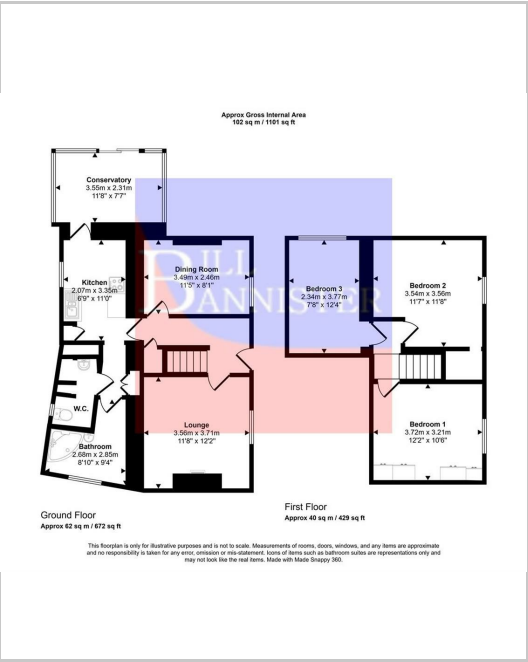 Approx Gross Internal Area
102 sq m / 1101 sq ft
Conservatory
3.55m x 2.31m
11'8" x 7'7"
Kitchen
2.07m x 3.35m
6'9" x 11'0"
Dining Room
3.49m x 2.46m
11'5" x 8'1"
BILL
BANNISTER
W.C.
Bathroom
2.68m x 2.85m
8'10" x 9'4"
Lounge
3.56m x 3.71m
11'8" x 12'2"
Bedroom 3
2.34m x 3.77m
7'8" x 12'4"
Bedroom 2
3.54m x 3.56m
11'7" x 11'8"
Bedroom 1
3.72m x 3.21m
12'2" x 10'6"
Ground Floor
Approx 62 sq m / 672 sq ft
First Floor
Approx 40 sq m / 429 sq ft
This floorplan is only for illustrative purposes and is not to scale. Measurements of rooms, doors, windows, and any items are approximate
and no responsibility is taken for any error, omission or mis-statement. Icons of items such as bathroom suites are representations only and
may not look like the real items. Made with Made Snappy 360.